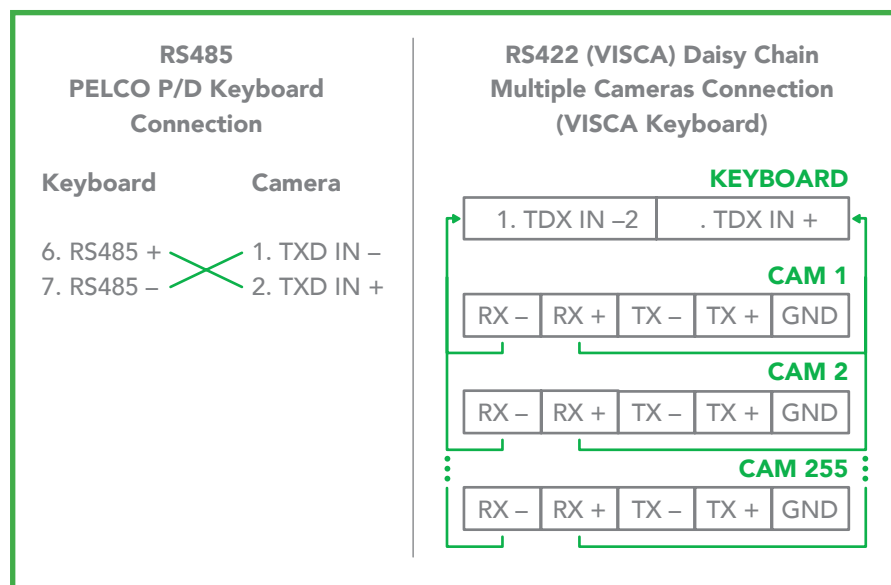 RS485
PELCO P/D Keyboard
Connection
Keyboard Camera
6. RS485 + 1. TXD IN –
7. RS485 – 2. TXD IN +
RS422 (VISCA) Daisy Chain
Multiple Cameras Connection
(VISCA Keyboard)
KEYBOARD
1. TDX IN –2 . TDX IN +
CAM 1
RX – RX + TX – TX + GND
CAM 2
RX – RX + TX – TX + GND
CAM 255
RX – RX + TX – TX + GND